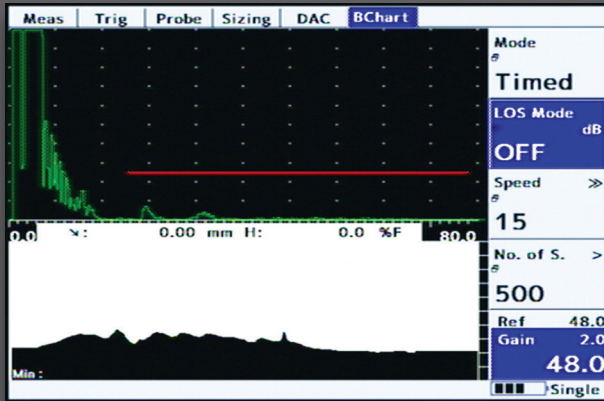 Meas Trig Probe Sizing DAC BChart
Mode
Timed
LOS Mode
dB
OFF
Speed >>
15
No. of S. >
500
Ref 48.0
Gain 2.0
48.0
Single
0.0 ↘: 0.00 mm H: 0.0 %F 80.0
Min: